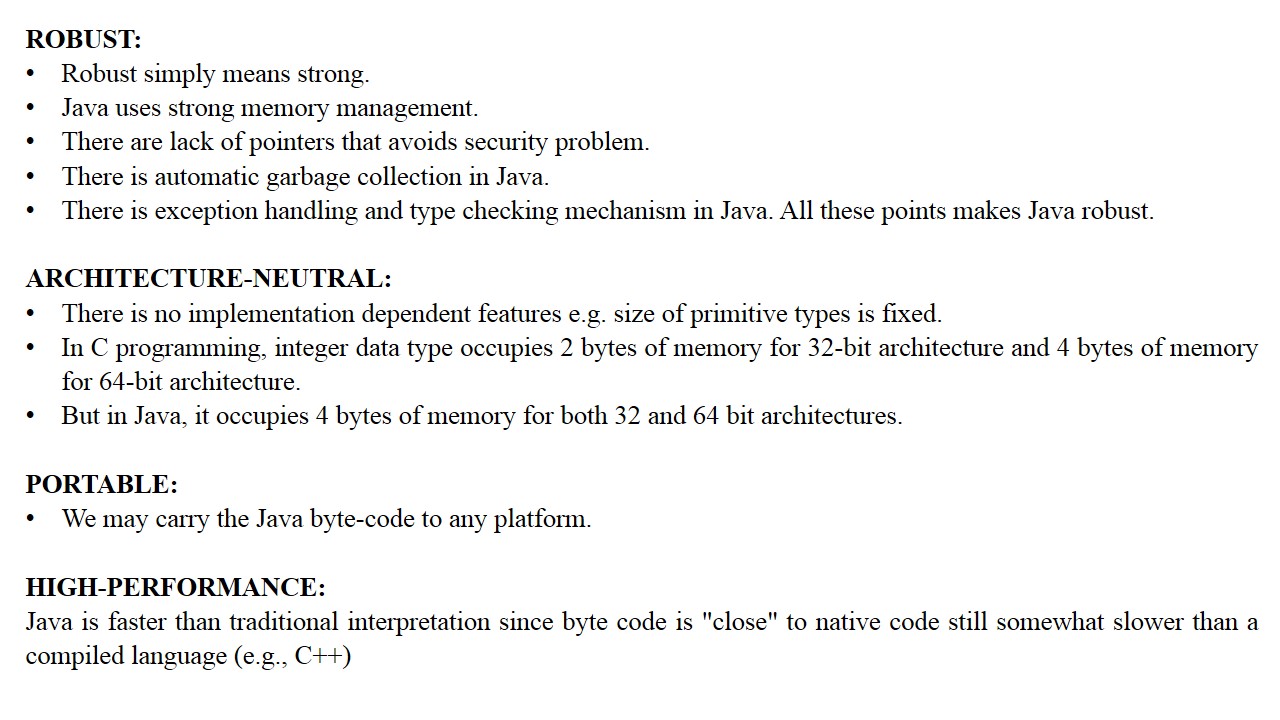 ROBUST:
• Robust simply means strong.
• Java uses strong memory management.
• There are lack of pointers that avoids security problem.
• There is automatic garbage collection in Java.
• There is exception handling and type checking mechanism in Java. All these points makes Java robust.
ARCHITECTURE-NEUTRAL:
• There is no implementation dependent features e.g. size of primitive types is fixed.
• In C programming, integer data type occupies 2 bytes of memory for 32-bit architecture and 4 bytes of memory
for 64-bit architecture.
• But in Java, it occupies 4 bytes of memory for both 32 and 64 bit architectures.
PORTABLE:
• We may carry the Java byte-code to any platform.
HIGH-PERFORMANCE:
Java is faster than traditional interpretation since byte code is "close" to native code still somewhat slower than a
compiled language (e.g., C++)